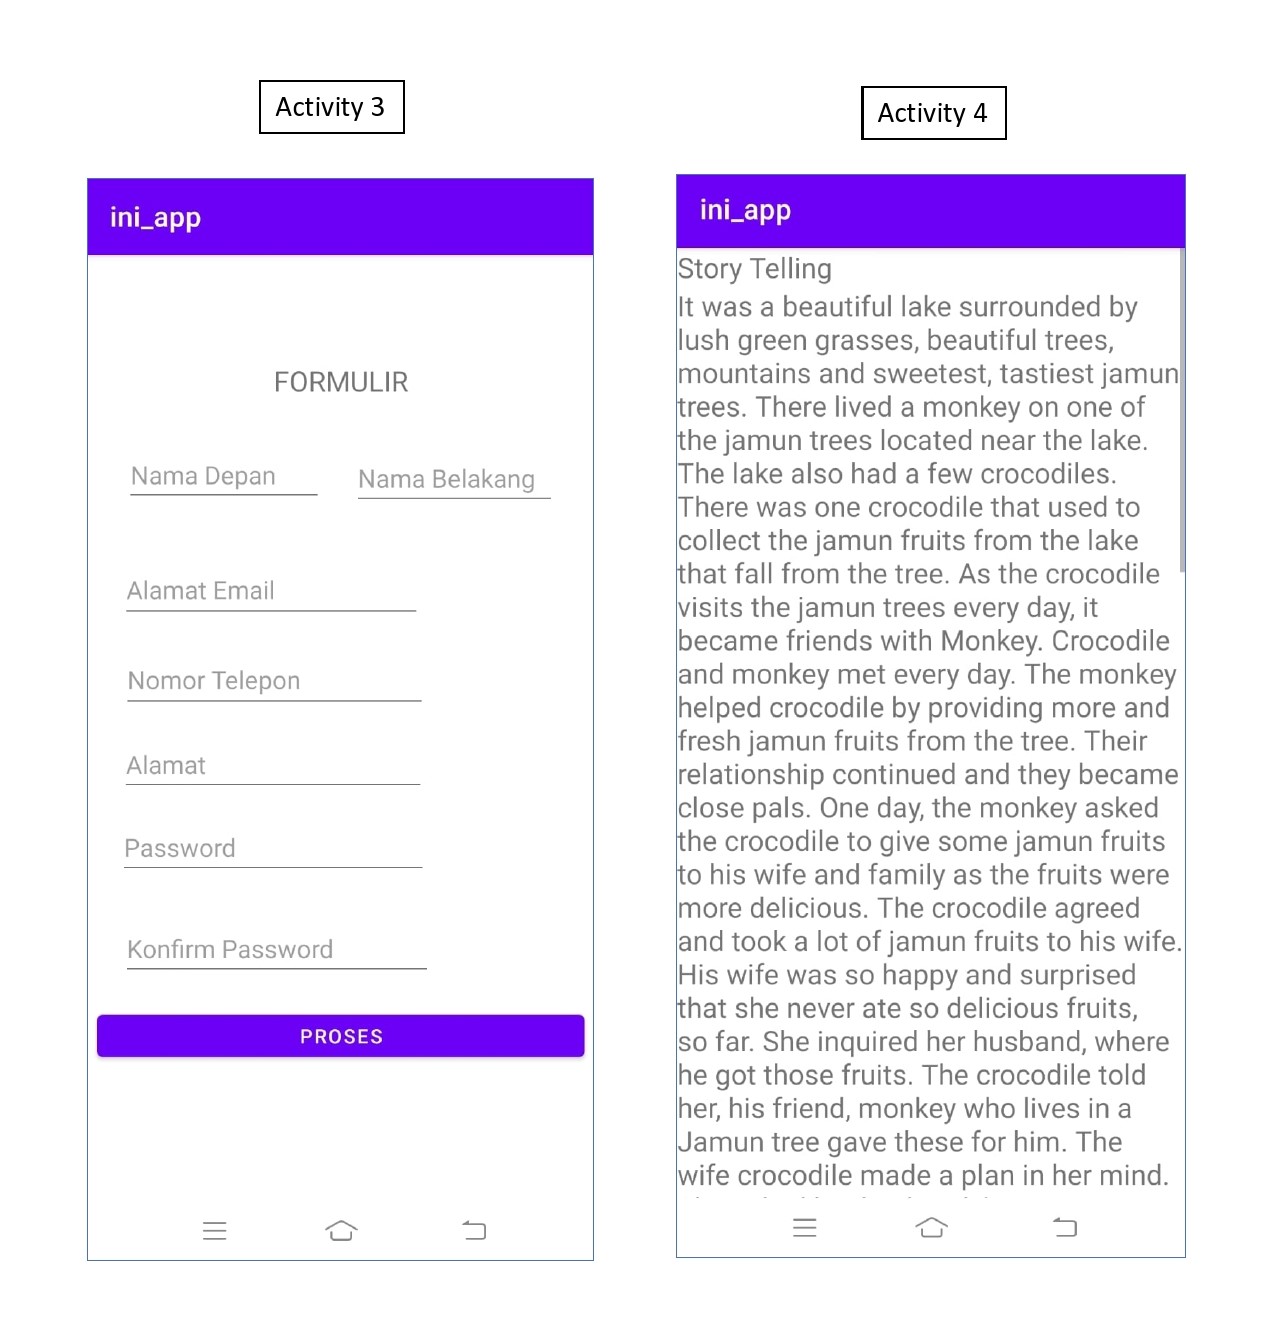 Activity 3
ini_app
FORMULIR
Nama Depan
Nama Belakang
Alamat Email
Nomor Telepon
Alamat
Password
Konfirm Password
PROSES
Activity 4
ini_app
Story Telling
It was a beautiful lake surrounded by
lush green grasses, beautiful trees,
mountains and sweetest, tastiest jamun
trees. There lived a monkey on one of
the jamun trees located near the lake.
The lake also had a few crocodiles.
There was one crocodile that used to
collect the jamun fruits from the lake
that fall from the tree. As the crocodile
visits the jamun trees every day, it
became friends with Monkey. Crocodile
and monkey met every day. The monkey
helped crocodile by providing more and
fresh jamun fruits from the tree. Their
relationship continued and they became
close pals. One day, the monkey asked
the crocodile to give some jamun fruits
to his wife and family as the fruits were
more delicious. The crocodile agreed
and took a lot of jamun fruits to his wife.
His wife was so happy and surprised
that she never ate so delicious fruits,
so far. She inquired her husband, where
he got those fruits. The crocodile told
her, his friend, monkey who lives in a
Jamun tree gave these for him. The
wife crocodile made a plan in her mind.